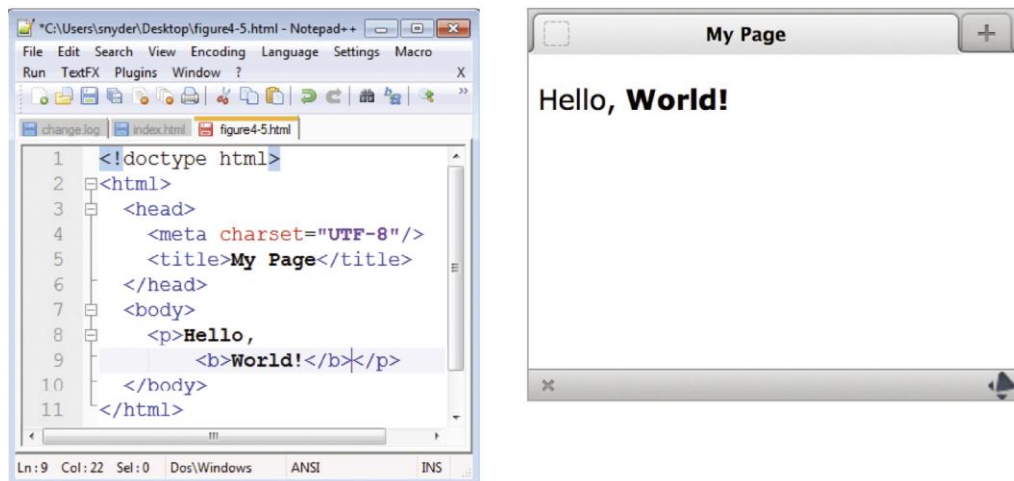 *C:\Users\snyder\Desktop\figure4-5.html - Notepad++
File Edit Search View Encoding Language Settings Macro
Run TextFX Plugins Window ? X
change.log index.html figure4-5.html
1 <!doctype html>
2 <html>
3 <head>
4 <meta charset="UTF-8"/>
5 <title>My Page</title>
6 </head>
7 <body>
8 <p>Hello,
9 <b>World!</b></p>
10 </body>
11 </html>
Ln:9 Col:22 Sel:0 Dos\Windows ANSI INS
My Page
Hello, World!